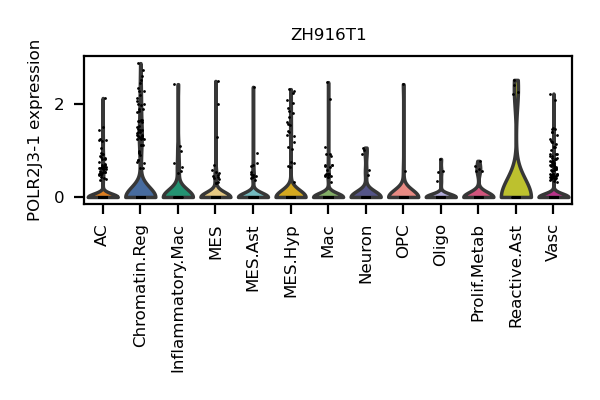 ZH916T1
POLR2J3-1 expression
2
0
AC
Chromatin.Reg
Inflammatory.Mac
MES
MES.Ast
MES.Hyp
Mac
Neuron
OPC
Oligo
Prolif.Metab
Reactive.Ast
Vasc